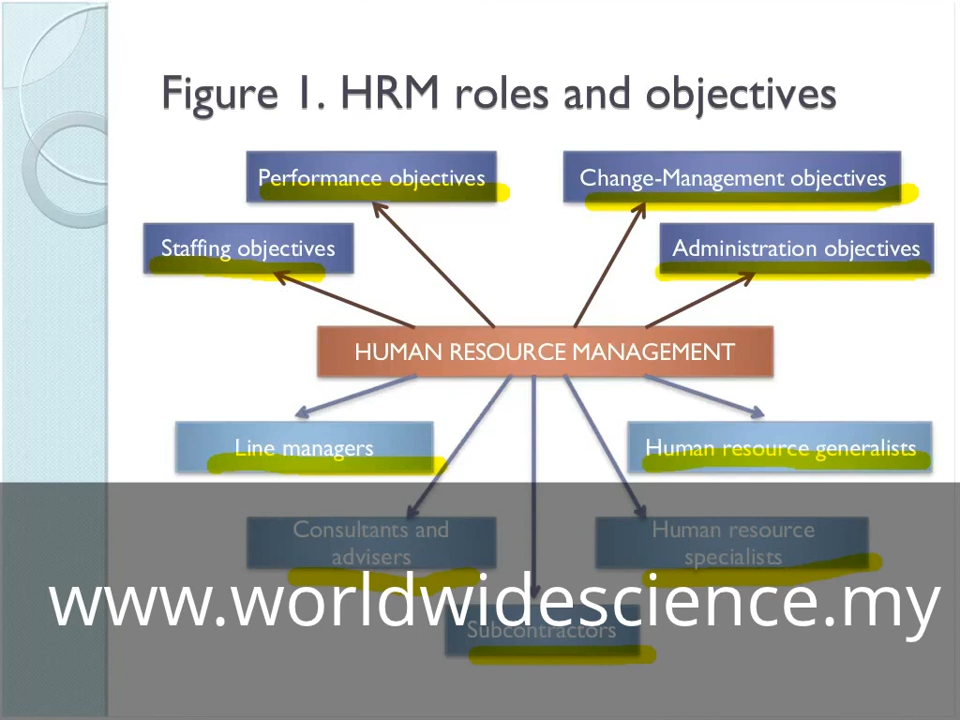 Figure 1. HRM roles and objectives
Performance objectives
Change-Management objectives
Staffing objectives
Administration objectives
HUMAN RESOURCE MANAGEMENT
Line managers
Human resource generalists
Consultants and
advisers
Human resource
specialists
www.worldwidescience.my
Subcontractors